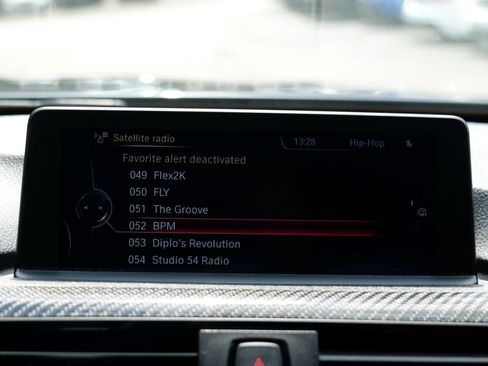 Satellite radio 13:28 Hip-Hop
Favorite alert deactivated
049 Flex2K
050 FLY
051 The Groove
052 BPM
053 Diplo's Revolution
054 Studio 54 Radio